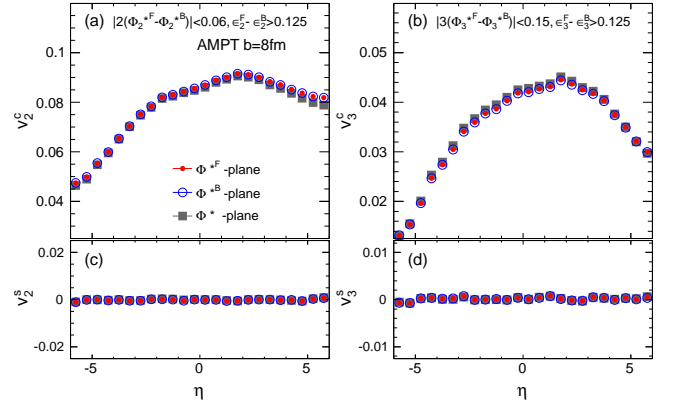 (a) |2(Φ₂*ᶠ-Φ₂*ᴮ)|<0.06, ϵ₂ᶠ- ϵ₂ᴮ>0.125
AMPT b=8fm
v₂ᶜ
0.1
0.08
0.06
0.04
Φ *ᶠ -plane
Φ *ᴮ -plane
Φ * -plane
(b) |3(Φ₃*ᶠ-Φ₃*ᴮ)|<0.15, ϵ₃ᶠ- ϵ₃ᴮ>0.125
v₃ᶜ
0.05
0.04
0.03
0.02
(c)
v₂ˢ
0.02
0
-0.02
-5 0 5
η
(d)
v₃ˢ
0.01
0
-0.01
-5 0 5
η